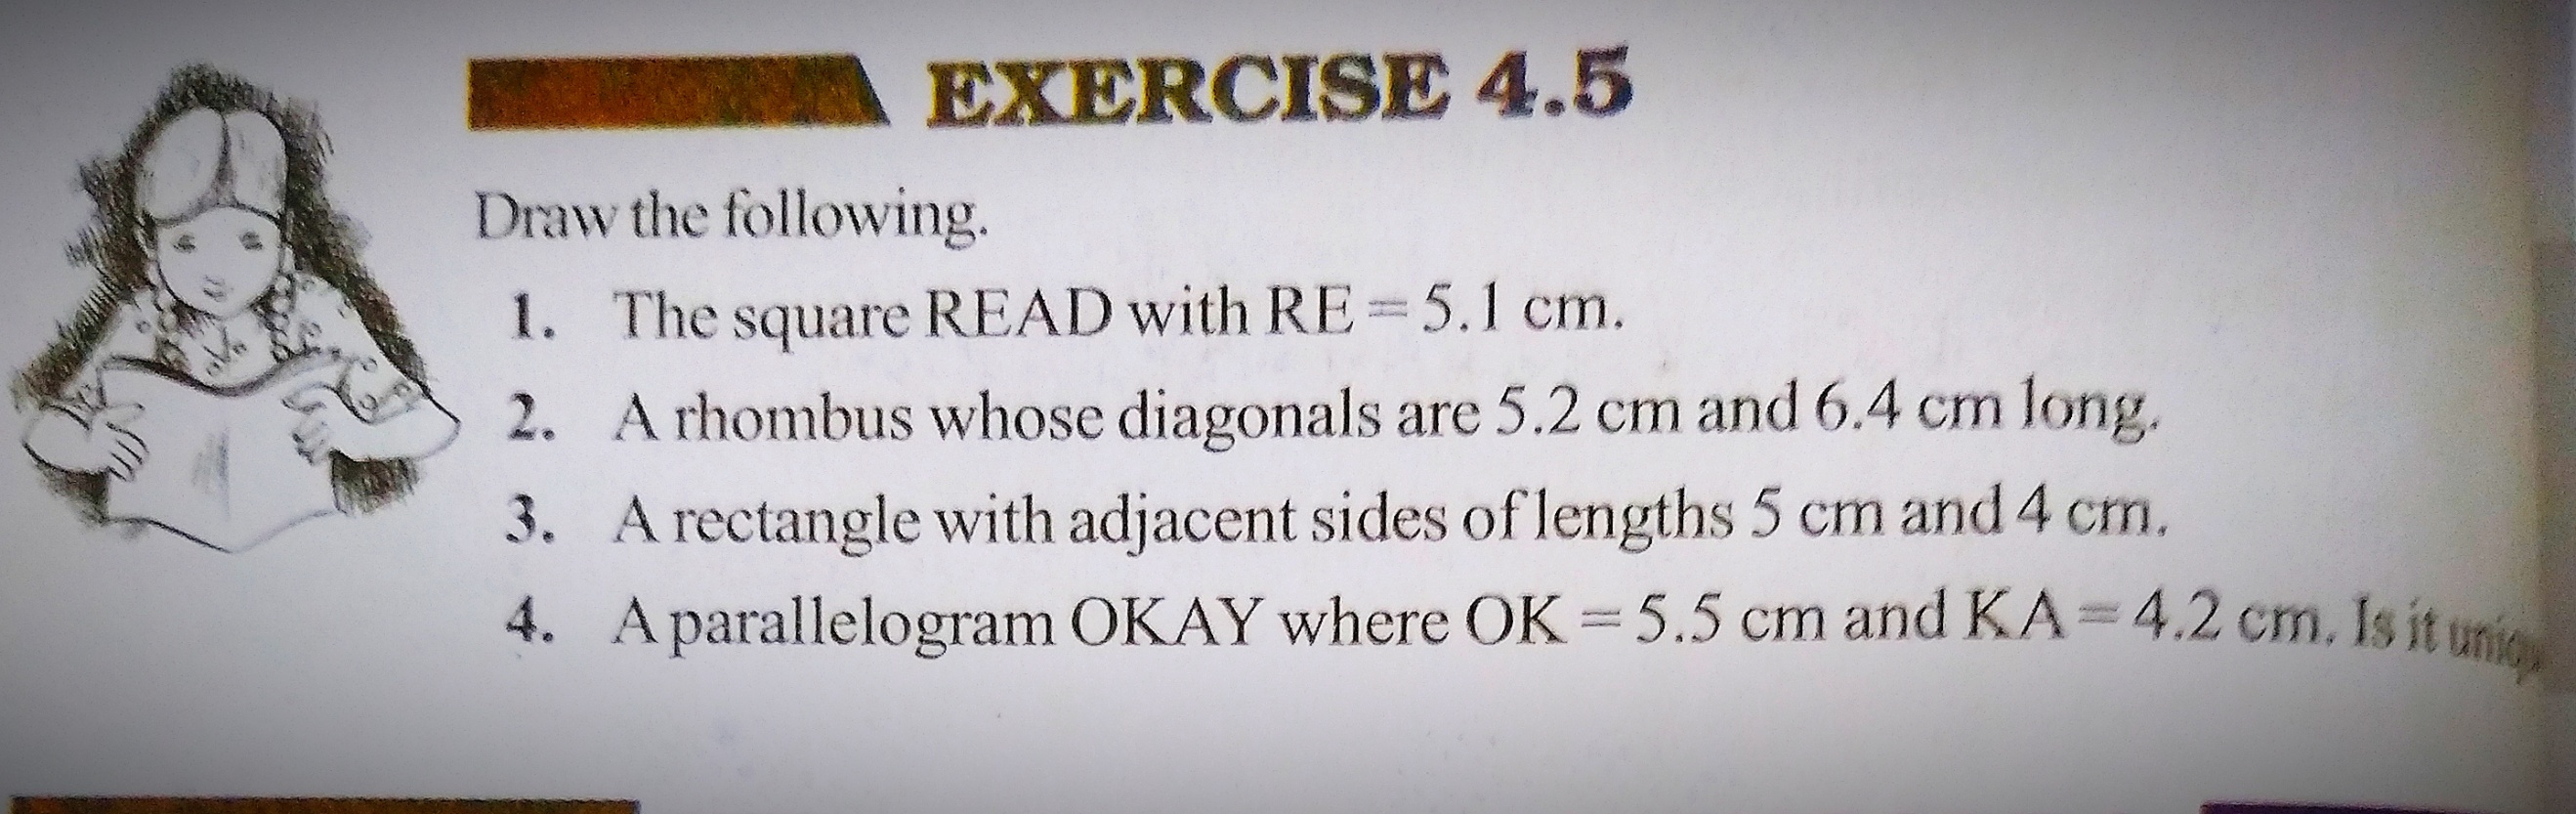 EXERCISE 4.5
Draw the following.
1. The square READ with RE = 5.1 cm.
2. A rhombus whose diagonals are 5.2 cm and 6.4 cm long.
3. A rectangle with adjacent sides of lengths 5 cm and 4 cm.
4. A parallelogram OKAY where OK = 5.5 cm and KA = 4.2 cm. Is it